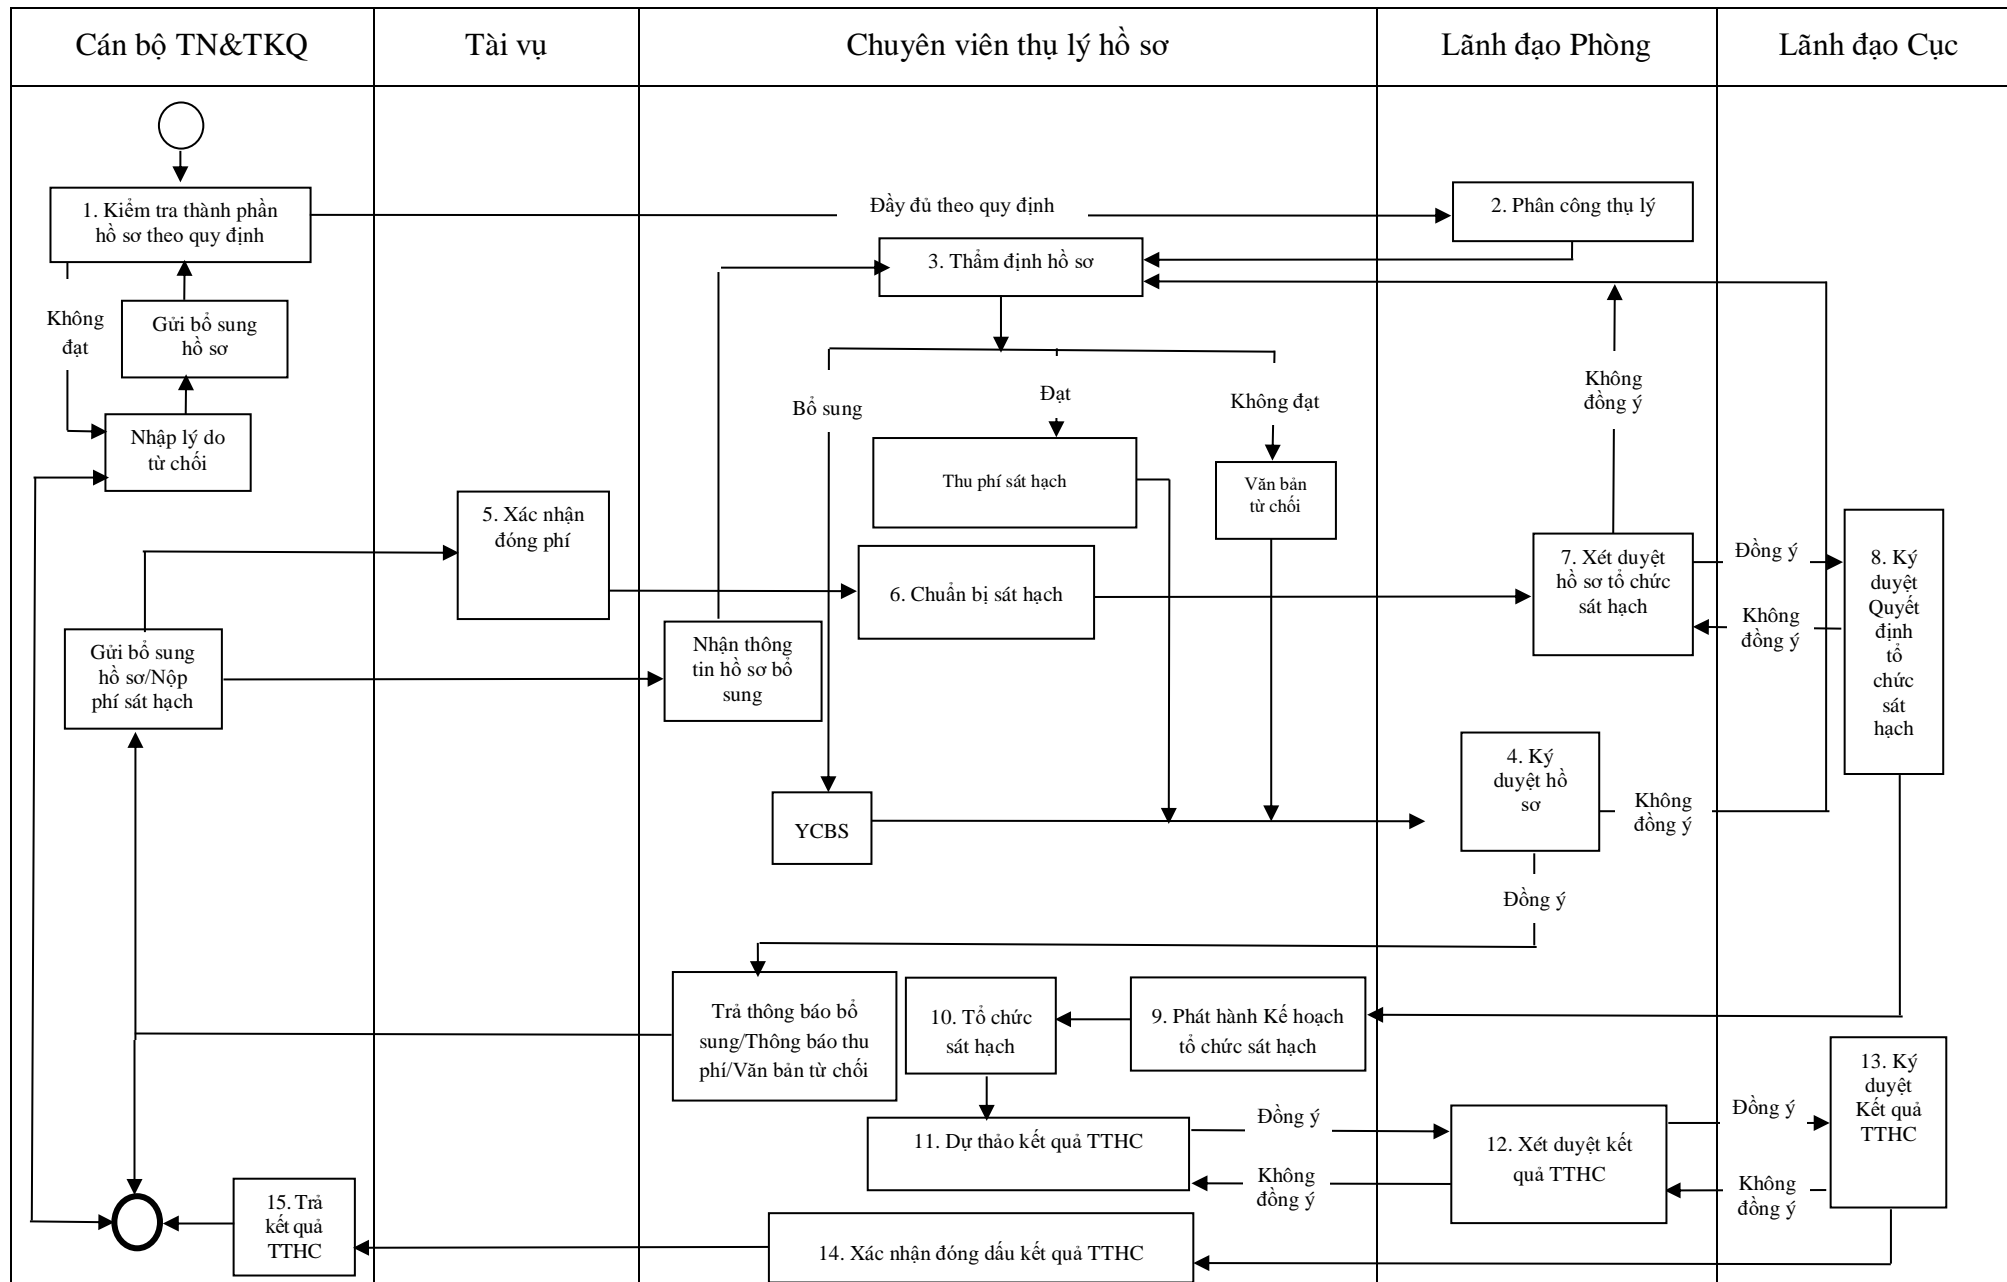 Cán bộ TN&TKQ
Tài vụ
Chuyên viên thụ lý hồ sơ
Lãnh đạo Phòng
Lãnh đạo Cục
1. Kiểm tra thành phần
hồ sơ theo quy định
Đầy đủ theo quy định
2. Phân công thụ lý
3. Thẩm định hồ sơ
Không
đạt
Gửi bổ sung
hồ sơ
Nhập lý do
từ chối
Bổ sung
Đạt
Không đạt
Không
đồng ý
Thu phí sát hạch
Văn bản
từ chối
5. Xác nhận
đóng phí
6. Chuẩn bị sát hạch
7. Xét duyệt
hồ sơ tổ chức
sát hạch
Đồng ý
Không
đồng ý
8. Ký
duyệt
Quyết
định
tổ
chức
sát
hạch
Gửi bổ sung
hồ sơ/Nộp
phí sát hạch
Nhận thông
tin hồ sơ bổ
sung
YCBS
4. Ký
duyệt hồ
sơ
Không
đồng ý
Đồng ý
Trả thông báo bổ
sung/Thông báo thu
phí/Văn bản từ chối
10. Tổ chức
sát hạch
9. Phát hành Kế hoạch
tổ chức sát hạch
11. Dự thảo kết quả TTHC
Đồng ý
Không
đồng ý
12. Xét duyệt kết
quả TTHC
Đồng ý
Không
đồng ý
13. Ký
duyệt
Kết quả
TTHC
15. Trả
kết quả
TTHC
14. Xác nhận đóng dấu kết quả TTHC